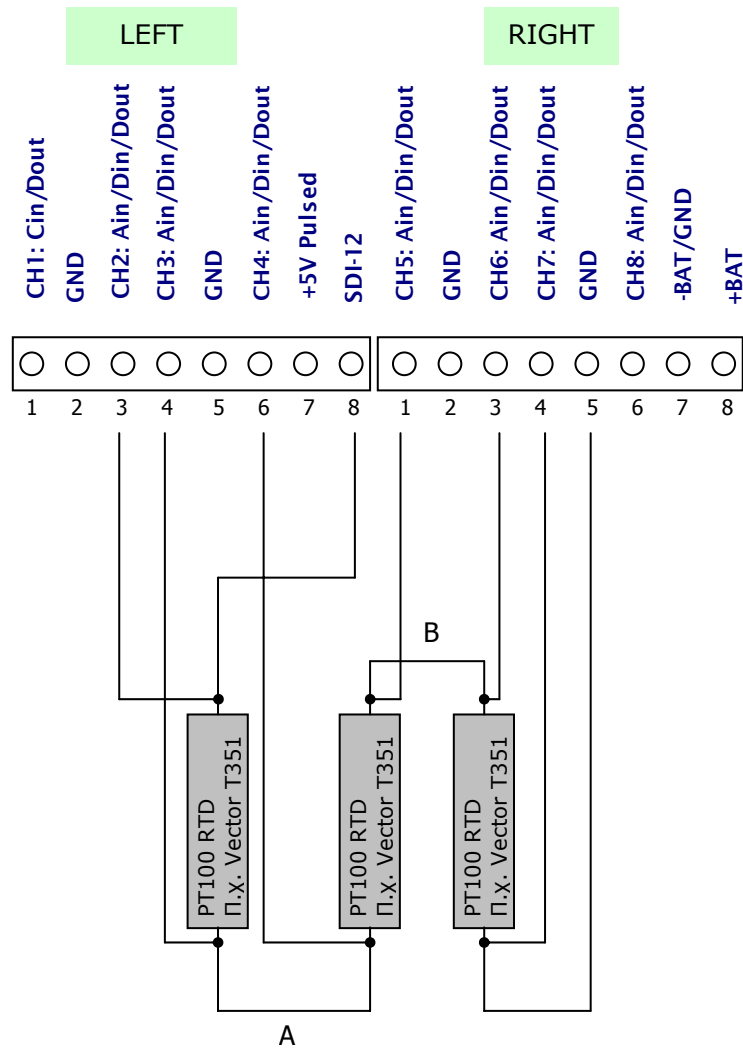 LEFT
RIGHT
CH1: Cin/Dout
GND
CH2: Ain/Din/Dout
CH3: Ain/Din/Dout
GND
CH4: Ain/Din/Dout
+5V Pulsed
SDI-12
CH5: Ain/Din/Dout
GND
CH6: Ain/Din/Dout
CH7: Ain/Din/Dout
GND
CH8: Ain/Din/Dout
-BAT/GND
+BAT
1 2 3 4 5 6 7 8 1 2 3 4 5 6 7 8
B
PT100 RTD
Π.χ. Vector T351
PT100 RTD
Π.χ. Vector T351
PT100 RTD
Π.χ. Vector T351
A